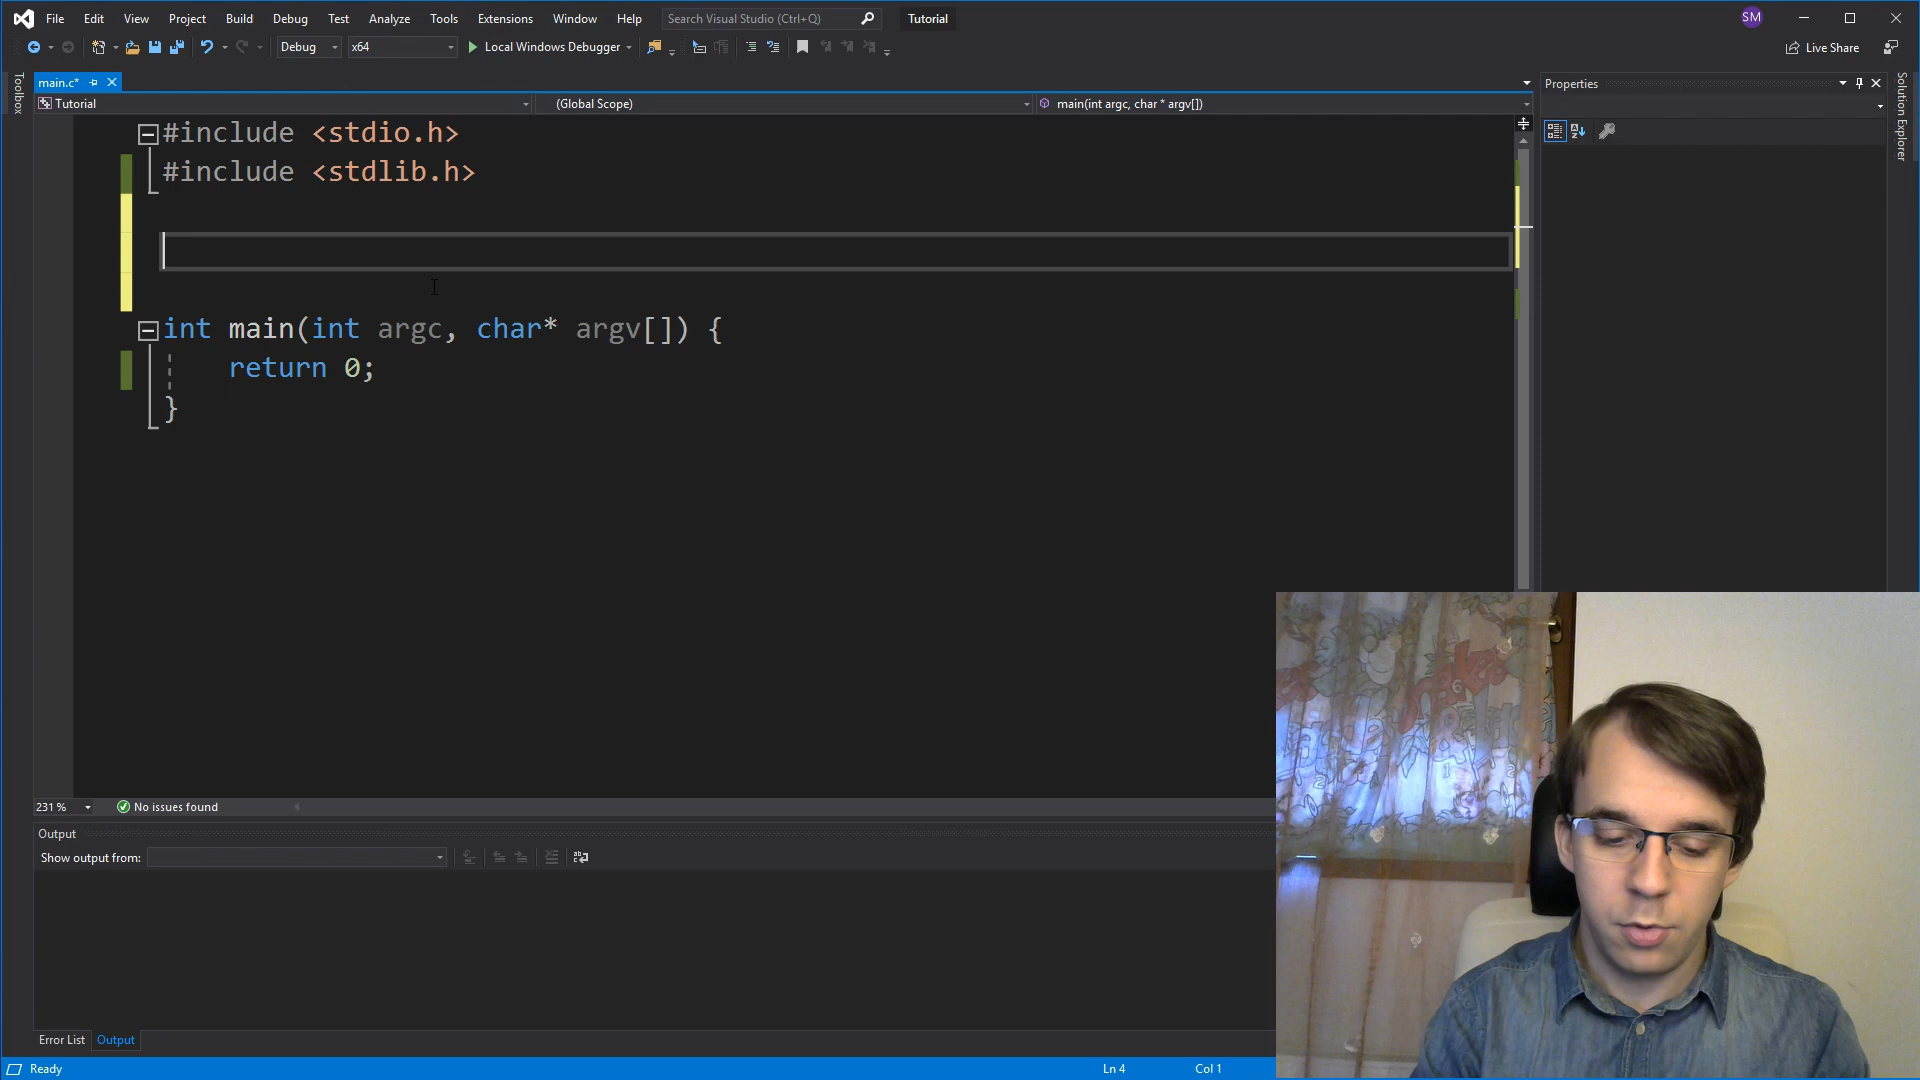 File Edit View Project Build Debug Test Analyze Tools Extensions Window Help Search Visual Studio (Ctrl+Q) Tutorial SM
Debug x64 Local Windows Debugger Live Share
Toolbox
main.c*
Tutorial (Global Scope) main(int argc, char * argv[])
Properties
Solution Explorer
#include <stdio.h>
#include <stdlib.h>
int main(int argc, char* argv[]) {
return 0;
}
231 % No issues found
Output
Show output from:
Error List Output
Ready Ln 4 Col 1